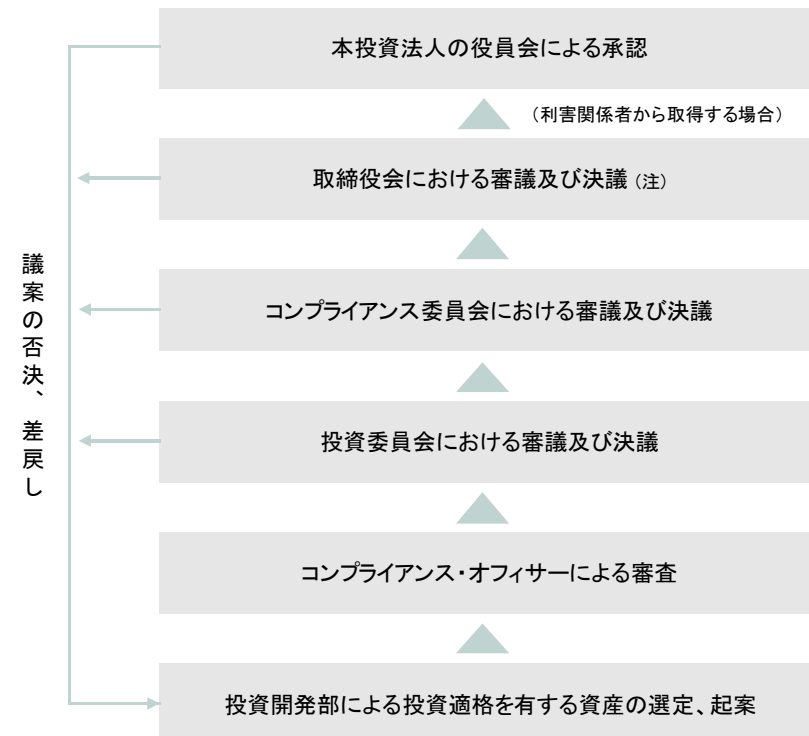 本投資法人の役員会による承認
（利害関係者から取得する場合）
取締役会における審議及び決議（注）
コンプライアンス委員会における審議及び決議
投資委員会における審議及び決議
コンプライアンス・オフィサーによる審査
投資開発部による投資適格を有する資産の選定、起案
議案の否決、差戻し